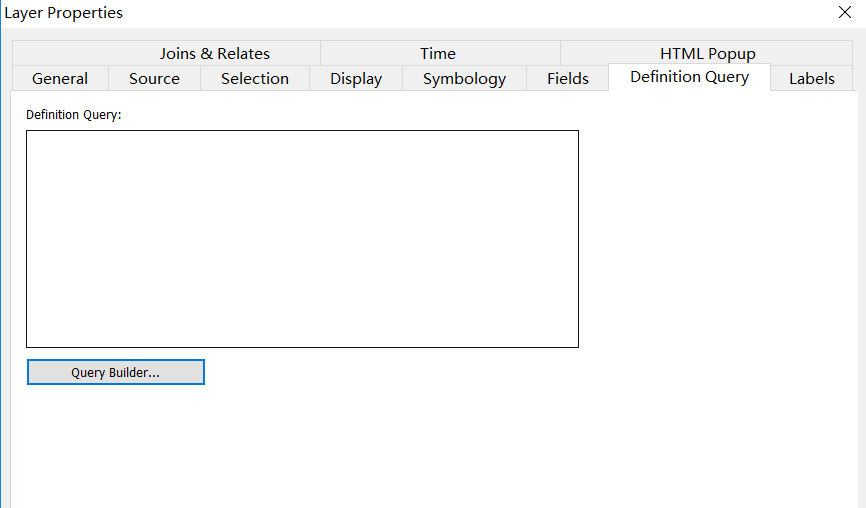 Layer Properties
Joins & Relates Time HTML Popup
General Source Selection Display Symbology Fields Definition Query Labels
Definition Query:
Query Builder...